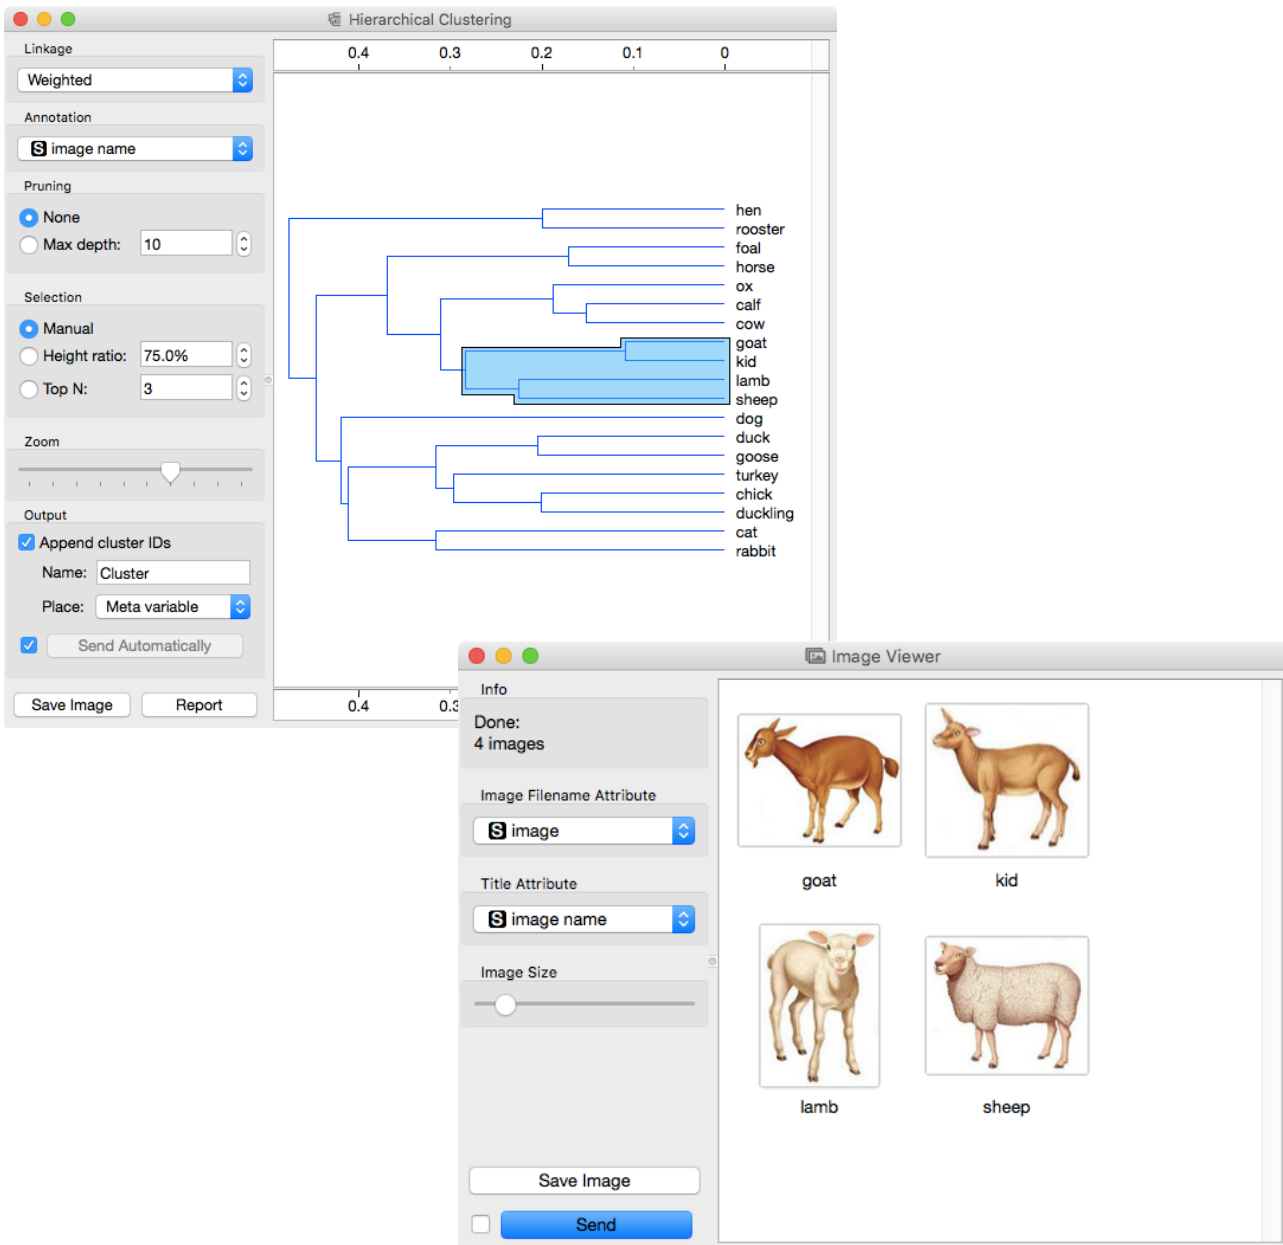 Hierarchical Clustering
Linkage
Weighted
Annotation
S image name
Pruning
None
Max depth: 10
Selection
Manual
Height ratio: 75.0%
Top N: 3
Zoom
Output
Append cluster IDs
Name: Cluster
Place: Meta variable
Send Automatically
Save Image Report
0.4 0.3 0.2 0.1 0
hen
rooster
foal
horse
ox
calf
cow
goat
kid
lamb
sheep
dog
duck
goose
turkey
chick
duckling
cat
rabbit
0.4 0.3
Image Viewer
Info
Done:
4 images
Image Filename Attribute
S image
Title Attribute
S image name
Image Size
Save Image
Send
goat kid
lamb sheep